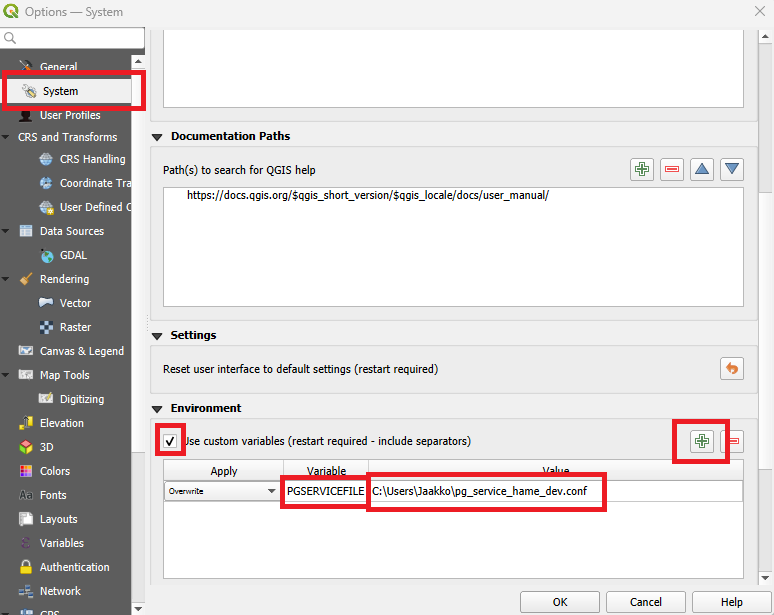 Options — System
General
System
User Profiles
CRS and Transforms
CRS Handling
Coordinate Tra
User Defined C
Data Sources
GDAL
Rendering
Vector
Raster
Canvas & Legend
Map Tools
Digitizing
Elevation
3D
Colors
Fonts
Layouts
Variables
Authentication
Network
GPS
Documentation Paths
Path(s) to search for QGIS help
https://docs.qgis.org/$qgis_short_version/$qgis_locale/docs/user_manual/
Settings
Reset user interface to default settings (restart required)
Environment
Use custom variables (restart required - include separators)
Apply Variable Value
Overwrite PGSERVICEFILE C:\Users\Jaakko\pg_service_hame_dev.conf
OK Cancel Help